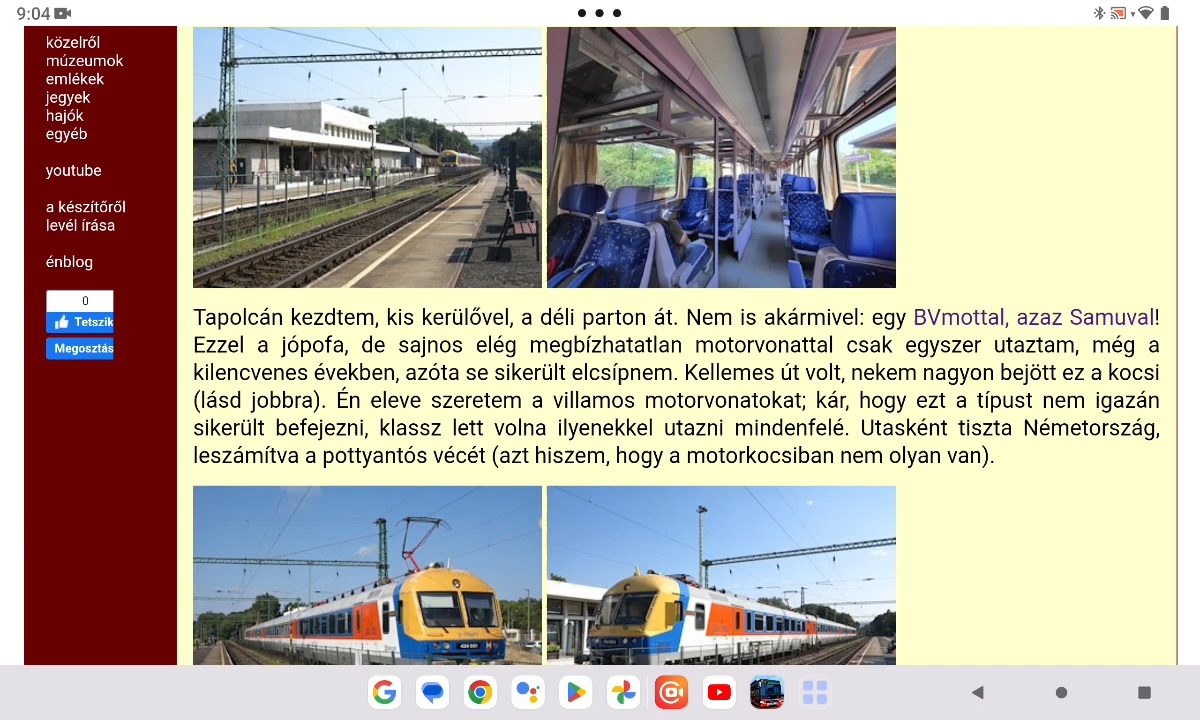 9:04
közelről
múzeumok
emlékek
jegyek
hajók
egyéb
youtube
a készítőről
levél írása
énblog
0
Tetszik
Megosztás
Tapolcán kezdtem, kis kerülővel, a déli parton át. Nem is akármivel: egy BVmottal, azaz Samuval!
Ezzel a jópofa, de sajnos elég megbízhatatlan motorvonattal csak egyszer utaztam, még a
kilencvenes években, azóta se sikerült elcsípnem. Kellemes út volt, nekem nagyon bejött ez a kocsi
(lásd jobbra). Én eleve szeretem a villamos motorvonatokat; kár, hogy ezt a típust nem igazán
sikerült befejezni, klassz lett volna ilyenekkel utazni mindenfelé. Utasként tiszta Németország,
leszámítva a pottyantós vécét (azt hiszem, hogy a motorkocsiban nem olyan van).